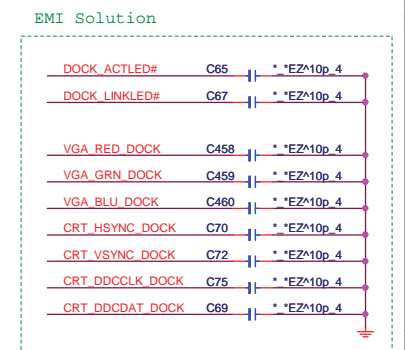 EMI Solution
DOCK_ACTLED# C65 *_*EZ^10p_4
DOCK_LINKLED# C67 *_*EZ^10p_4
VGA_RED_DOCK C458 *_*EZ^10p_4
VGA_GRN_DOCK C459 *_*EZ^10p_4
VGA_BLU_DOCK C460 *_*EZ^10p_4
CRT_HSYNC_DOCK C70 *_*EZ^10p_4
CRT_VSYNC_DOCK C72 *_*EZ^10p_4
CRT_DDCCLK_DOCK C75 *_*EZ^10p_4
CRT_DDCDAT_DOCK C69 *_*EZ^10p_4